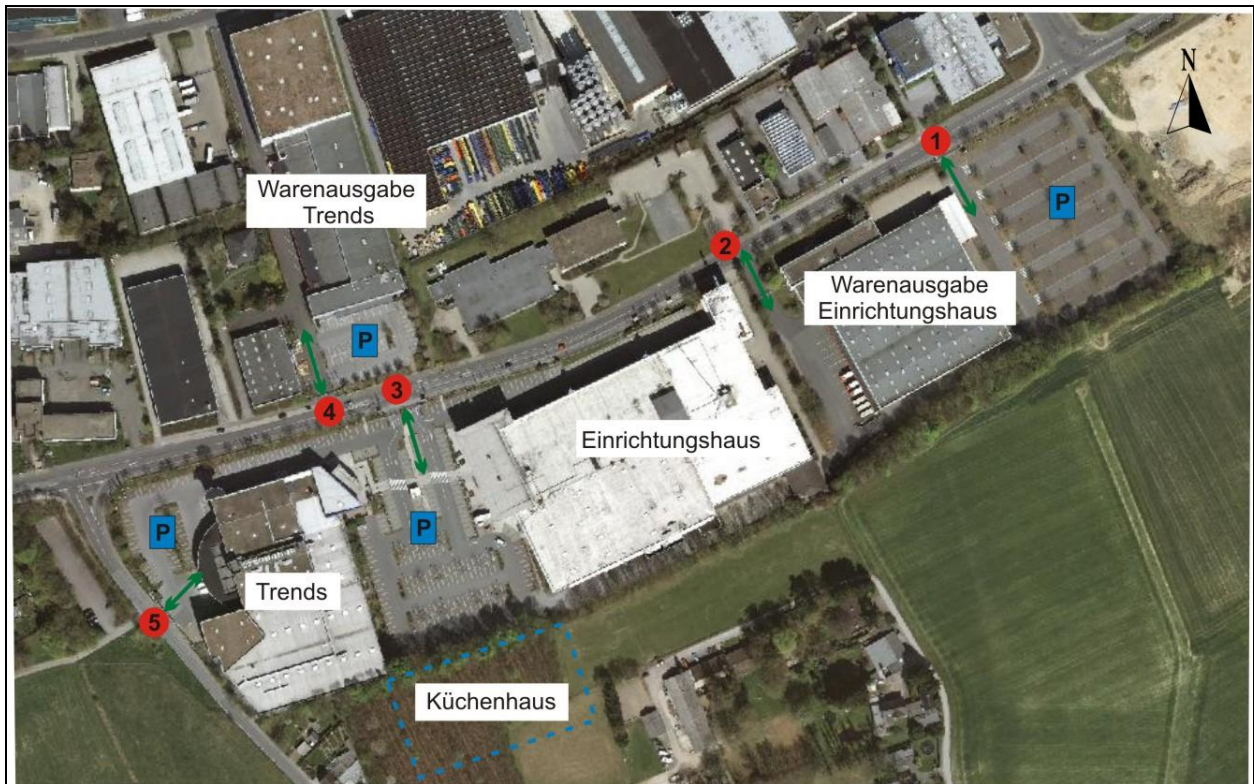 N
1
P
Warenausgabe
Trends
2
Warenausgabe
Einrichtungshaus
P
3
4
Einrichtungshaus
P
P
Trends
5
Küchenhaus